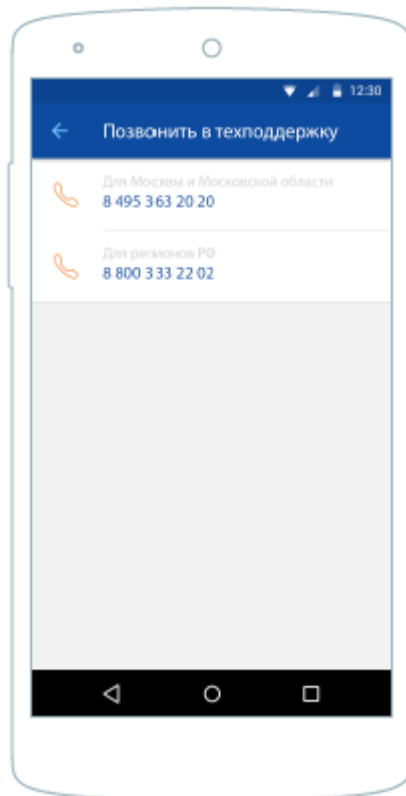 12:30
Позвонить в техподдержку
Для Москвы и Московской области
8 495 363 20 20
Для регионов РФ
8 800 333 22 02